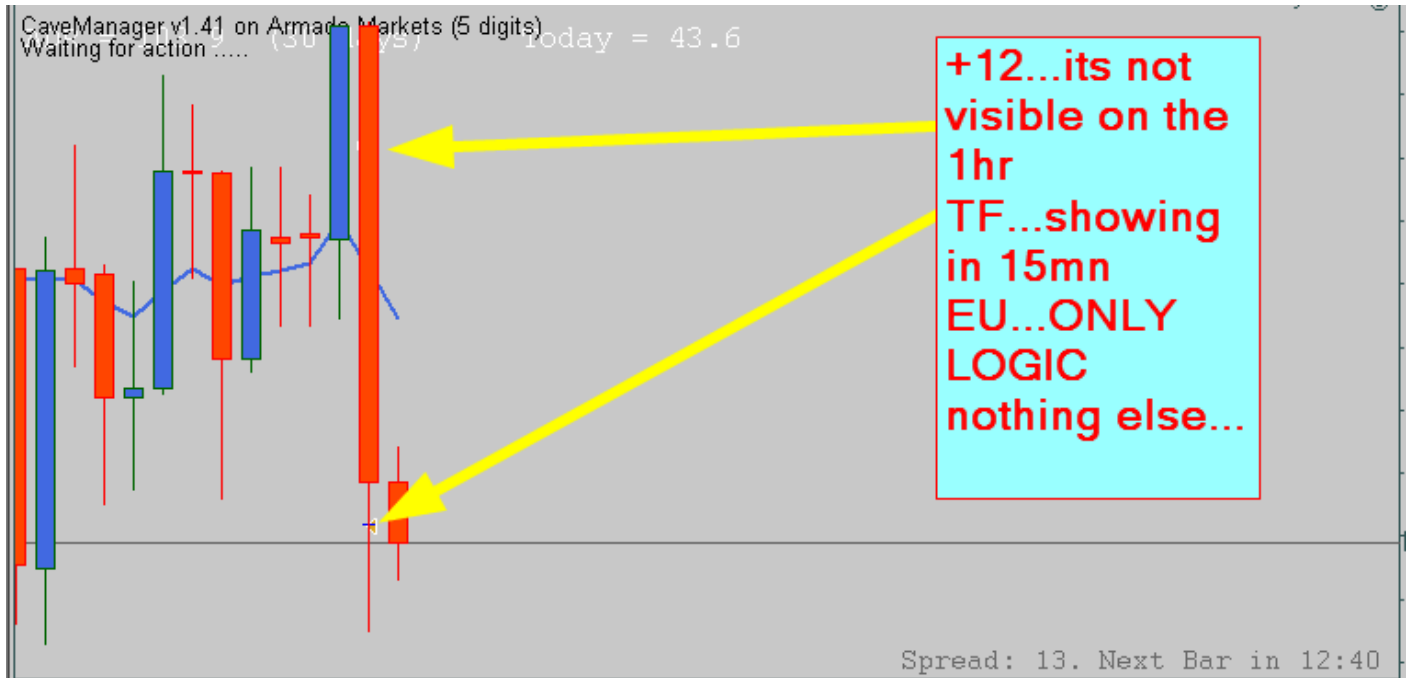 CaveManager v1.41 on Armada Markets (5 digits)
Waiting for action .....
Today = 43.6
+12...its not
visible on the
1hr
TF...showing
in 15mn
EU...ONLY
LOGIC
nothing else...
Spread: 13. Next Bar in 12:40